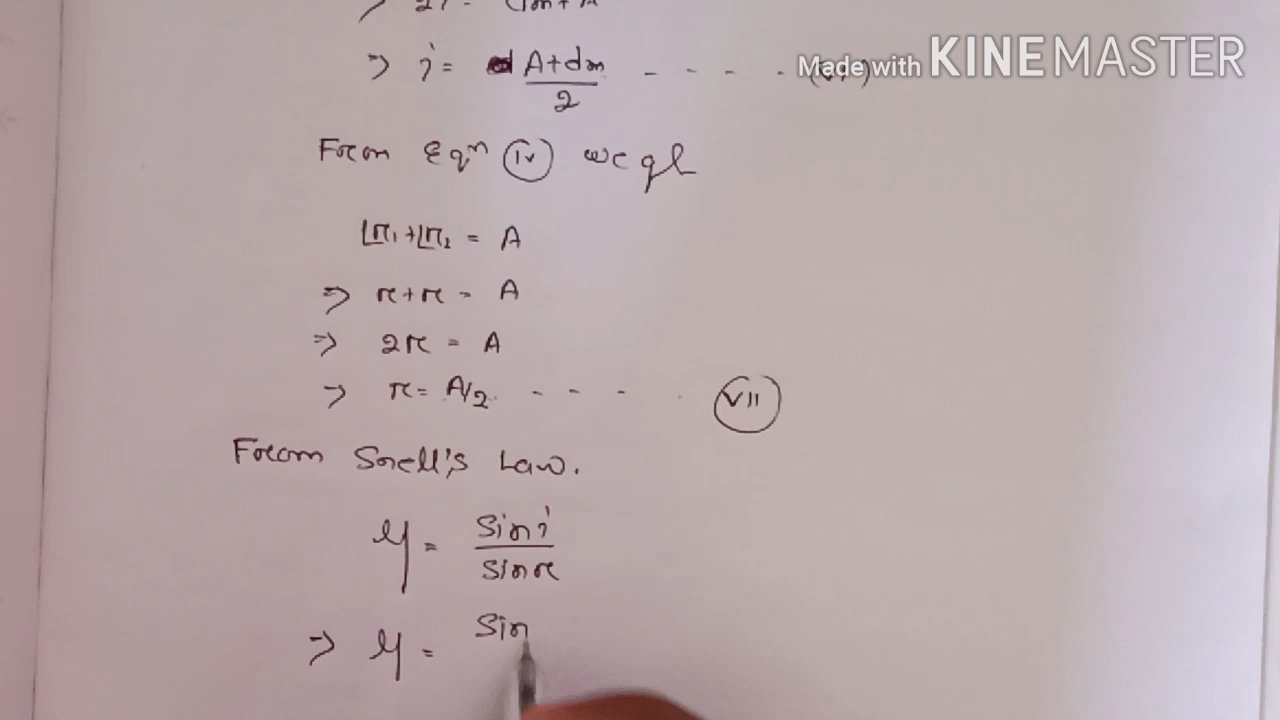 ⇒ i = A+dm/2 - - - -
Made with KINEMASTER
From Eqn (iv) we get
∠r₁+∠r₂ = A
⇒ r+r = A
⇒ 2r = A
⇒ r = A/2 - - - . (vii)
From Snell's Law.
μ = Sin i/Sin r
⇒ μ = Sin